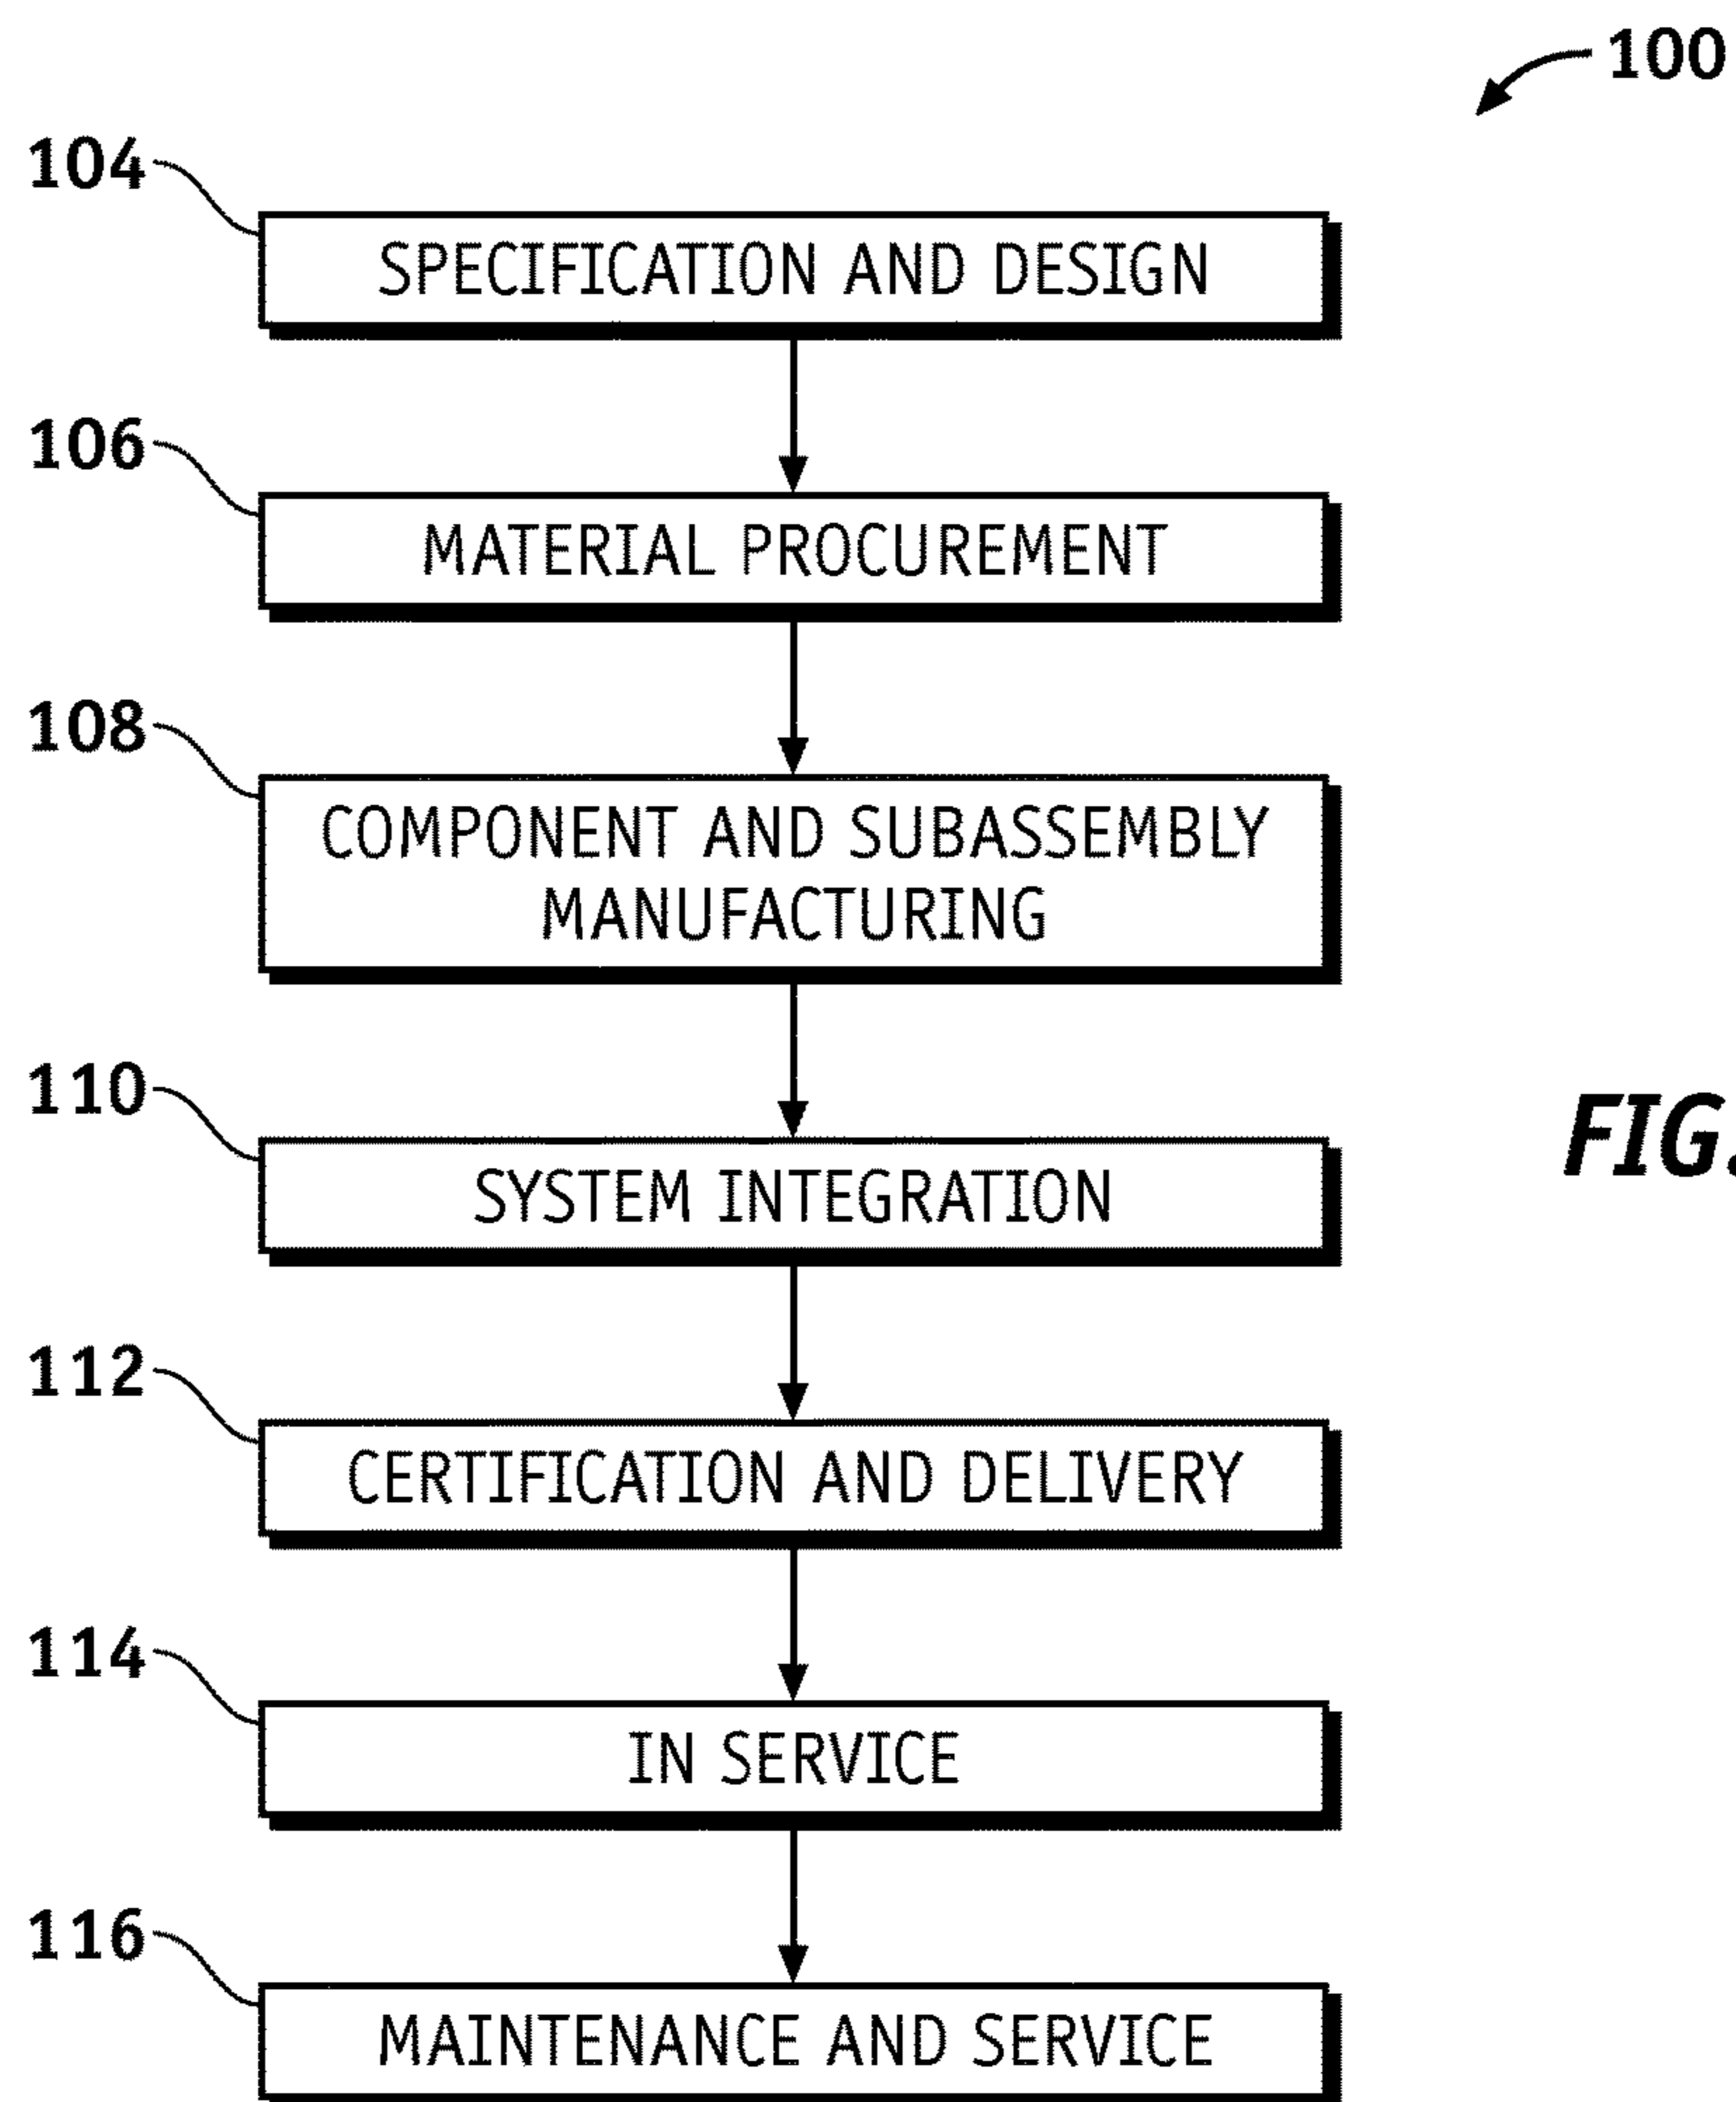 100
104
SPECIFICATION AND DESIGN
106
MATERIAL PROCUREMENT
108
COMPONENT AND SUBASSEMBLY
MANUFACTURING
110
SYSTEM INTEGRATION
FIG.
112
CERTIFICATION AND DELIVERY
114
IN SERVICE
116
MAINTENANCE AND SERVICE